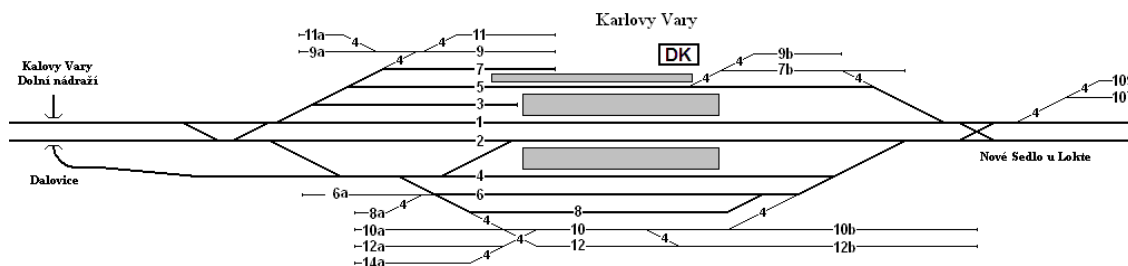 Karlovy Vary
11a
4
11
9a
4
9
DK
9b
7
4
7b
Kalovy Vary
Dolní nádraží
5
4
4
109
3
4
107
1
2
Nové Sedlo u Lokte
Dalovice
4
6a
4
6
8a
4
8
4
10a
4
10
4
10b
12a
4
12
12b
14a